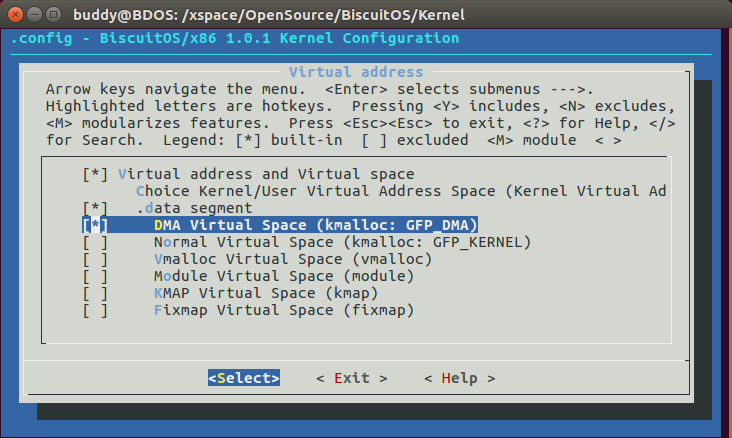 buddy@BDOS: /xspace/OpenSource/BiscuitOS/Kernel
.config - BiscuitOS/x86 1.0.1 Kernel Configuration
Virtual address
Arrow keys navigate the menu.  <Enter> selects submenus --->.
Highlighted letters are hotkeys.  Pressing <Y> includes, <N> excludes,
<M> modularizes features.  Press <Esc><Esc> to exit, <?> for Help, </>
for Search.  Legend: [*] built-in  [ ] excluded  <M> module  < >
[*] Virtual address and Virtual space
Choice Kernel/User Virtual Address Space (Kernel Virtual Ad
[*] .data segment
[*] DMA Virtual Space (kmalloc: GFP_DMA)
[ ] Normal Virtual Space (kmalloc: GFP_KERNEL)
[ ] Vmalloc Virtual Space (vmalloc)
[ ] Module Virtual Space (module)
[ ] KMAP Virtual Space (kmap)
[ ] Fixmap Virtual Space (fixmap)
<Select> < Exit > < Help >